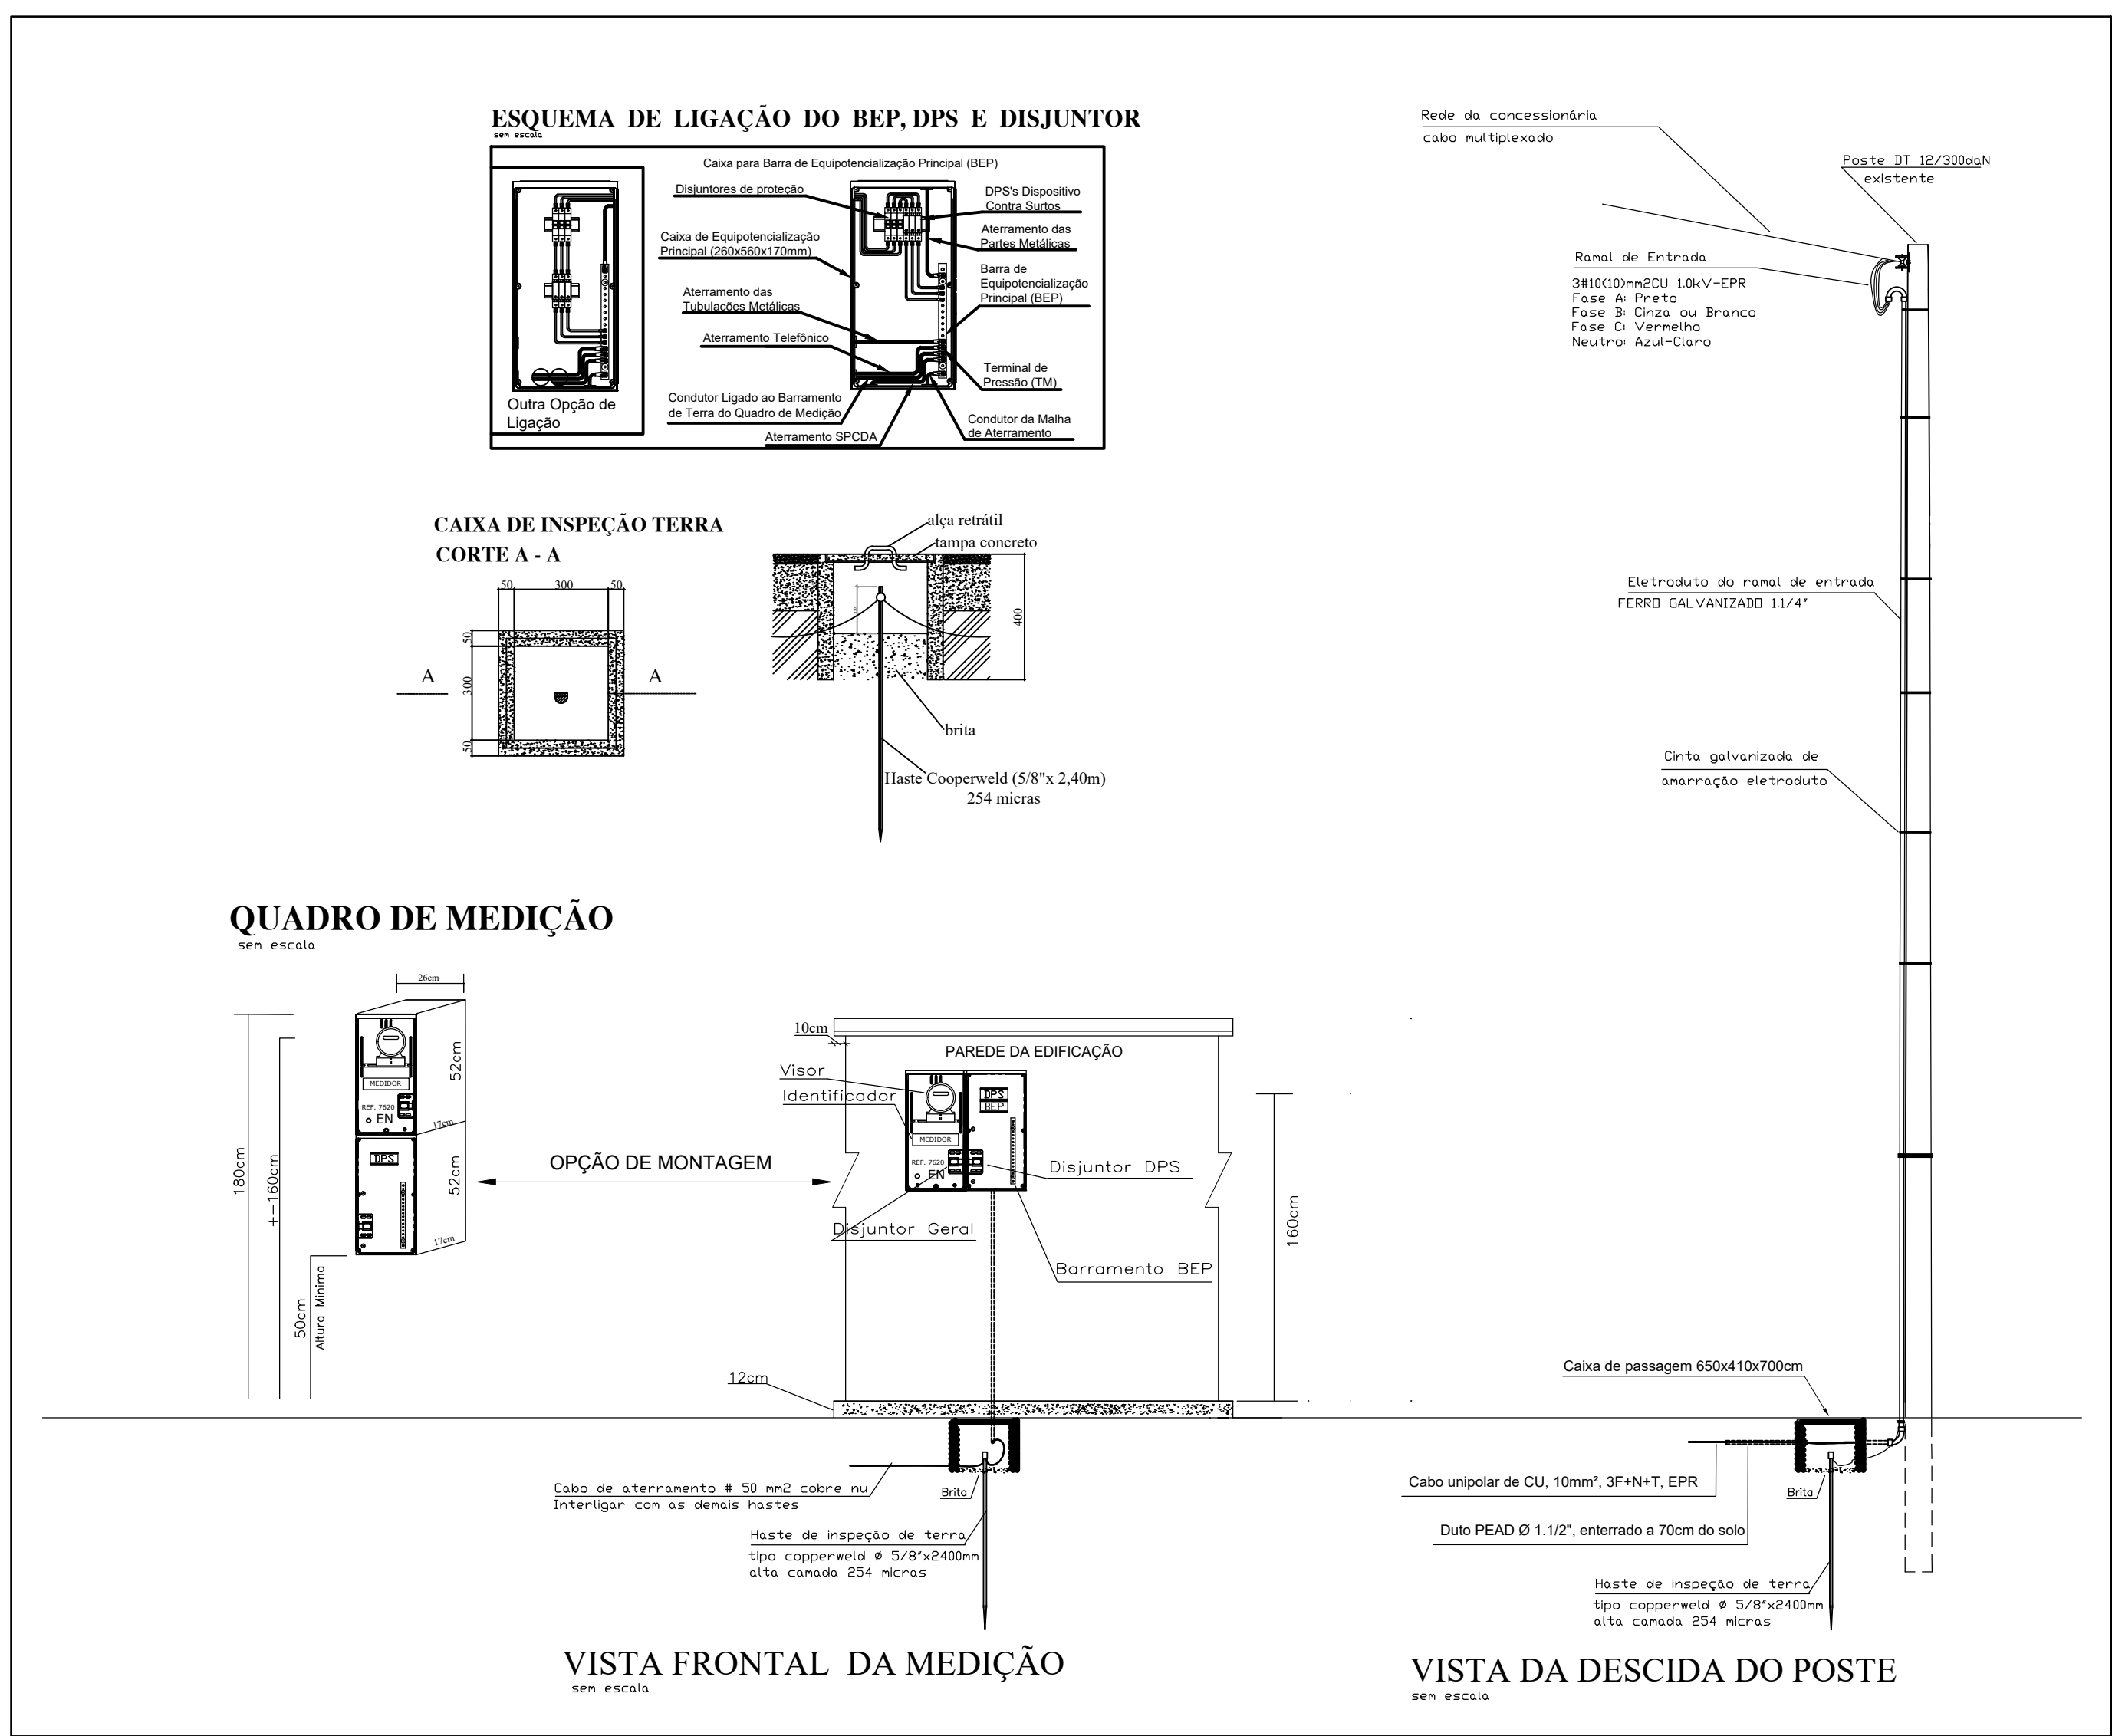 ESQUEMA DE LIGAÇÃO DO BEP, DPS E DISJUNTOR
sem escala
Caixa para Barra de Equipotencialização Principal (BEP)
Disjuntores de proteção
Caixa de Equipotencialização
Principal (260x560x170mm)
Aterramento das
Tubulações Metálicas
Aterramento Telefônico
Condutor Ligado ao Barramento
de Terra do Quadro de Medição
Aterramento SPCDA
DPS's Dispositivo
Contra Surtos
Aterramento das
Partes Metálicas
Barra de
Equipotencialização
Principal (BEP)
Terminal de
Pressão (TM)
Condutor da Malha
de Aterramento
Outra Opção de
Ligação
Rede da concessionária
cabo multiplexado
Poste DT 12/300daN
existente
Ramal de Entrada
3#10(10)mm2CU 1.0kV-EPR
Fase A: Preto
Fase B: Cinza ou Branco
Fase C: Vermelho
Neutro: Azul-Claro
Eletroduto do ramal de entrada
FERRO GALVANIZADO 1.1/4"
Cinta galvanizada de
amarração eletroduto
CAIXA DE INSPEÇÃO TERRA
CORTE A - A
50
300
50
50
300
50
A
A
alça retrátil
tampa concreto
400
brita
Haste Cooperweld (5/8"x 2,40m)
254 micras
QUADRO DE MEDIÇÃO
sem escala
26cm
52cm
17cm
52cm
17cm
180cm
+-160cm
50cm
Altura Minima
MEDIDOR
REF. 7620
EN
DPS
OPÇÃO DE MONTAGEM
10cm
PAREDE DA EDIFICAÇÃO
Visor
Identificador
DPS
BEP
MEDIDOR
REF. 7620
EN
Disjuntor DPS
Disjuntor Geral
Barramento BEP
160cm
12cm
Cabo de aterramento # 50 mm2 cobre nu
Interligar com as demais hastes
Brita
Haste de inspeção de terra
tipo copperweld Ø 5/8"x2400mm
alta camada 254 micras
VISTA FRONTAL DA MEDIÇÃO
sem escala
Caixa de passagem 650x410x700cm
Cabo unipolar de CU, 10mm², 3F+N+T, EPR
Brita
Duto PEAD Ø 1.1/2", enterrado a 70cm do solo
Haste de inspeção de terra
tipo copperweld Ø 5/8"x2400mm
alta camada 254 micras
VISTA DA DESCIDA DO POSTE
sem escala